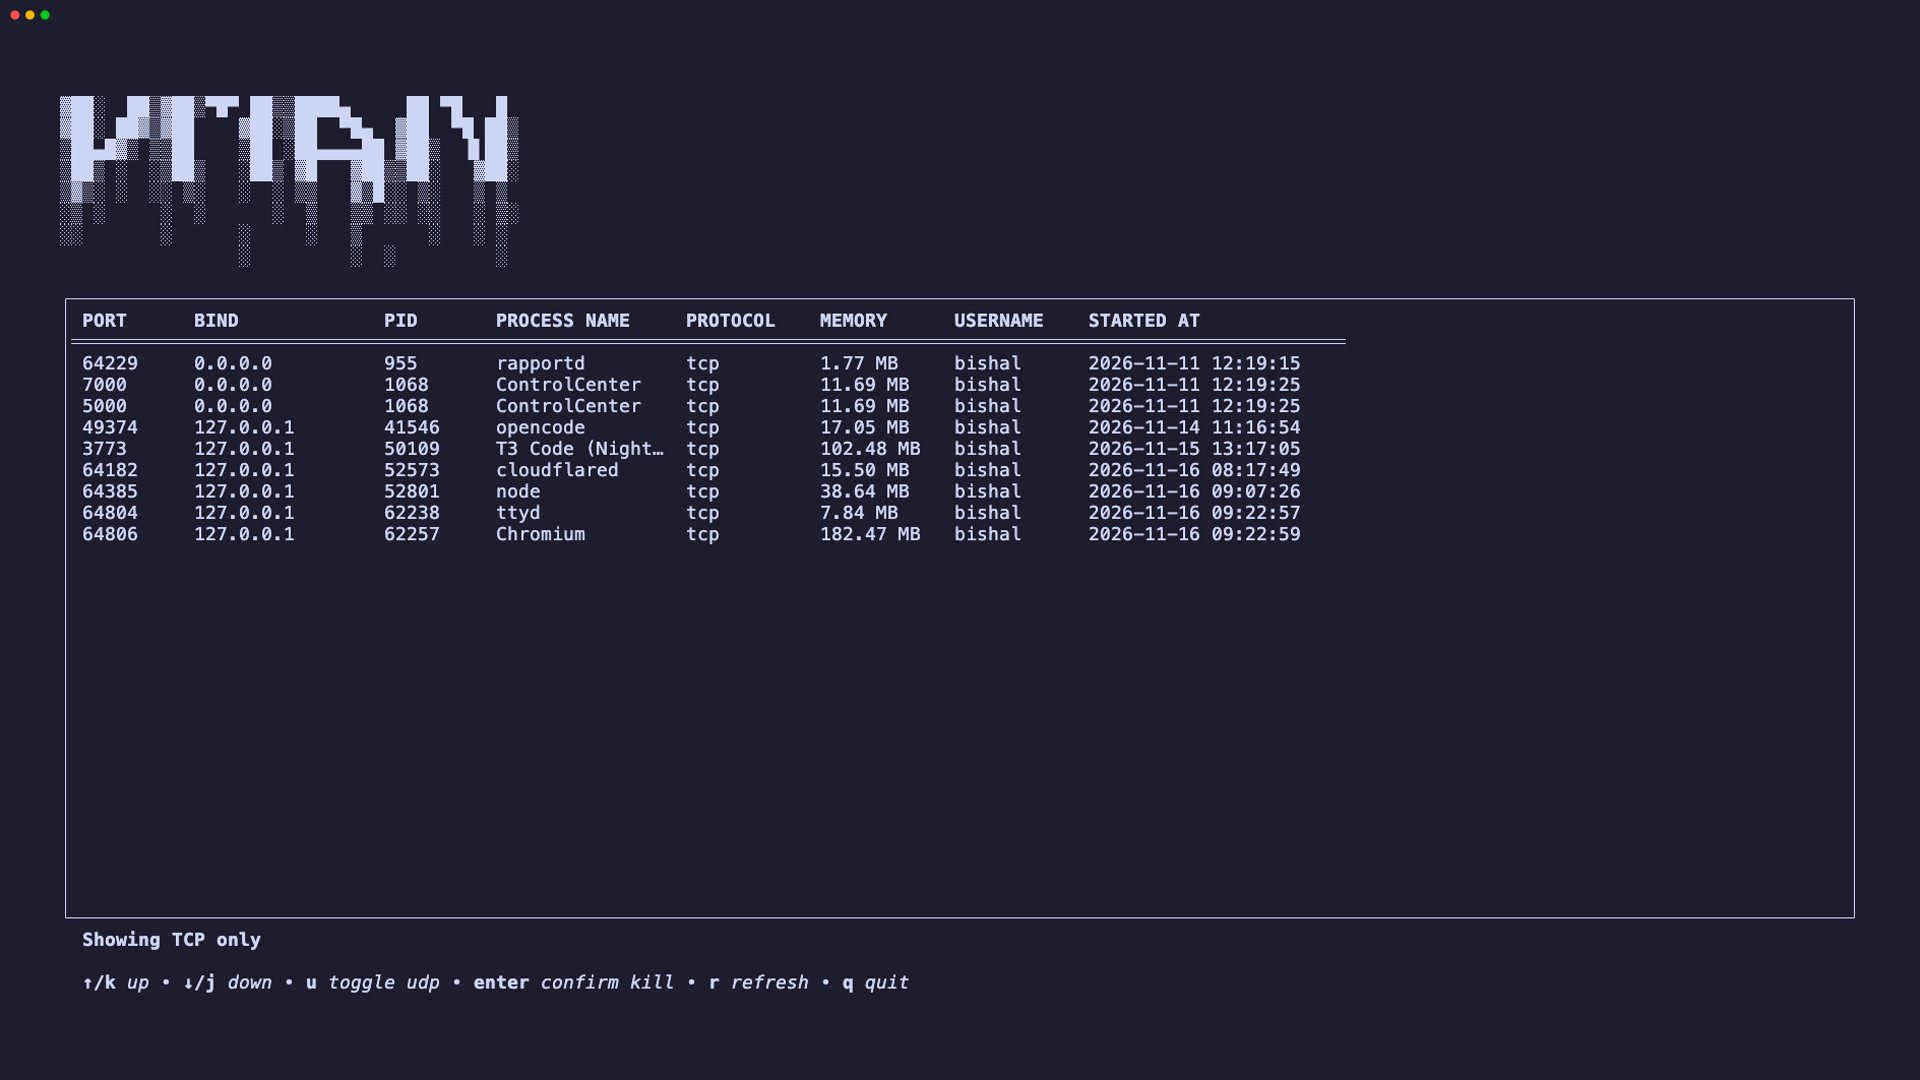 PORT BIND PID PROCESS NAME PROTOCOL MEMORY USERNAME STARTED AT
64229 0.0.0.0 955 rapportd tcp 1.77 MB bishal 2026-11-11 12:19:15
7000 0.0.0.0 1068 ControlCenter tcp 11.69 MB bishal 2026-11-11 12:19:25
5000 0.0.0.0 1068 ControlCenter tcp 11.69 MB bishal 2026-11-11 12:19:25
49374 127.0.0.1 41546 opencode tcp 17.05 MB bishal 2026-11-14 11:16:54
3773 127.0.0.1 50109 T3 Code (Night… tcp 102.48 MB bishal 2026-11-15 13:17:05
64182 127.0.0.1 52573 cloudflared tcp 15.50 MB bishal 2026-11-16 08:17:49
64385 127.0.0.1 52801 node tcp 38.64 MB bishal 2026-11-16 09:07:26
64804 127.0.0.1 62238 ttyd tcp 7.84 MB bishal 2026-11-16 09:22:57
64806 127.0.0.1 62257 Chromium tcp 182.47 MB bishal 2026-11-16 09:22:59
Showing TCP only
↑/k up • ↓/j down • u toggle udp • enter confirm kill • r refresh • q quit